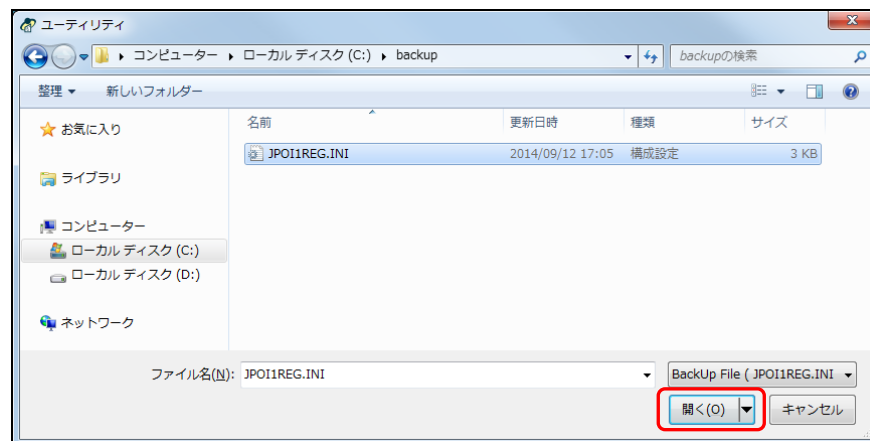 ユーティリティ
コンピューター ▸ ローカル ディスク (C:) ▸ backup
backupの検索
整理 ▼ 新しいフォルダー
名前 更新日時 種類 サイズ
JPOI1REG.INI 2014/09/12 17:05 構成設定 3 KB
お気に入り
ライブラリ
コンピューター
ローカル ディスク (C:)
ローカル ディスク (D:)
ネットワーク
ファイル名(N): JPOI1REG.INI
BackUp File ( JPOI1REG.INI
開く(O) キャンセル